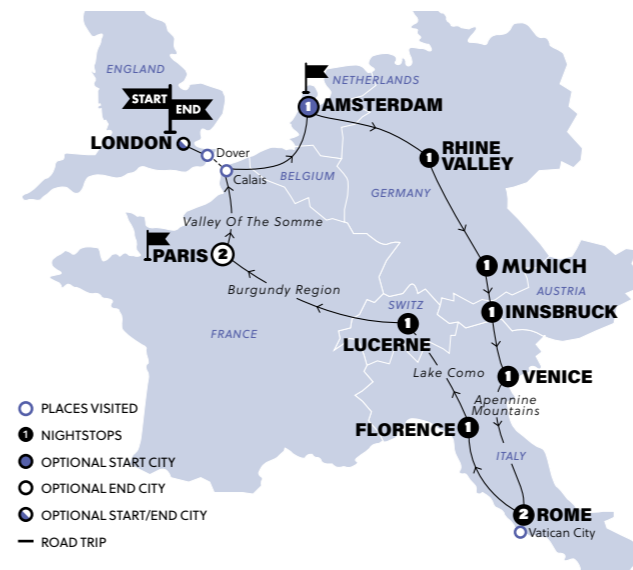 ENGLAND
NETHERLANDS
START
END
1
AMSTERDAM
LONDON
Dover
Calais
1
RHINE
VALLEY
BELGIUM
GERMANY
Valley Of The Somme
PARIS
2
1
MUNICH
Burgundy Region
AUSTRIA
SWITZ
1
INNSBRUCK
FRANCE
1
LUCERNE
Lake Como
1
VENICE
Apennine
Mountains
FLORENCE
1
ITALY
2
ROME
Vatican City
PLACES VISITED
1 NIGHTSTOPS
OPTIONAL START CITY
OPTIONAL END CITY
OPTIONAL START/END CITY
ROAD TRIP